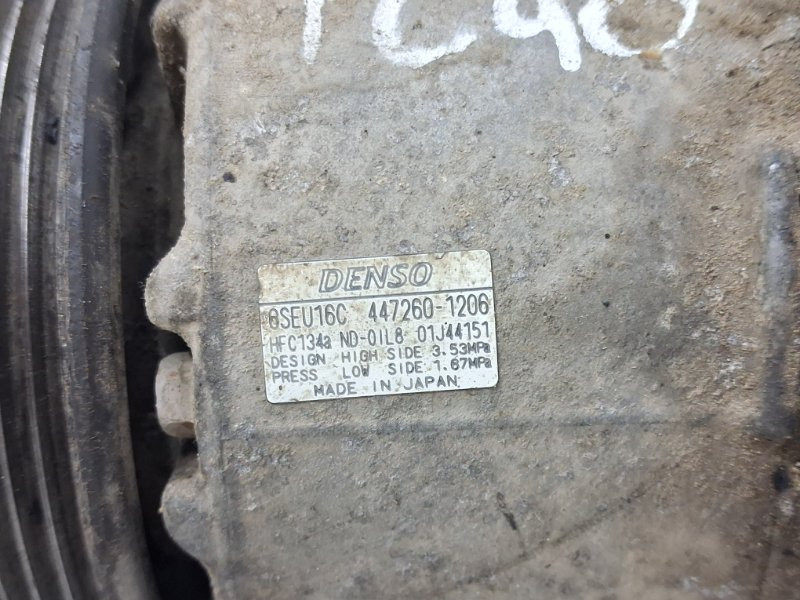 DENSO
6SEU16C 447260-1206
HFC134a ND-OIL8 01J44151
DESIGN HIGH SIDE 3.53MPa
PRESS LOW SIDE 1.67MPa
MADE IN JAPAN